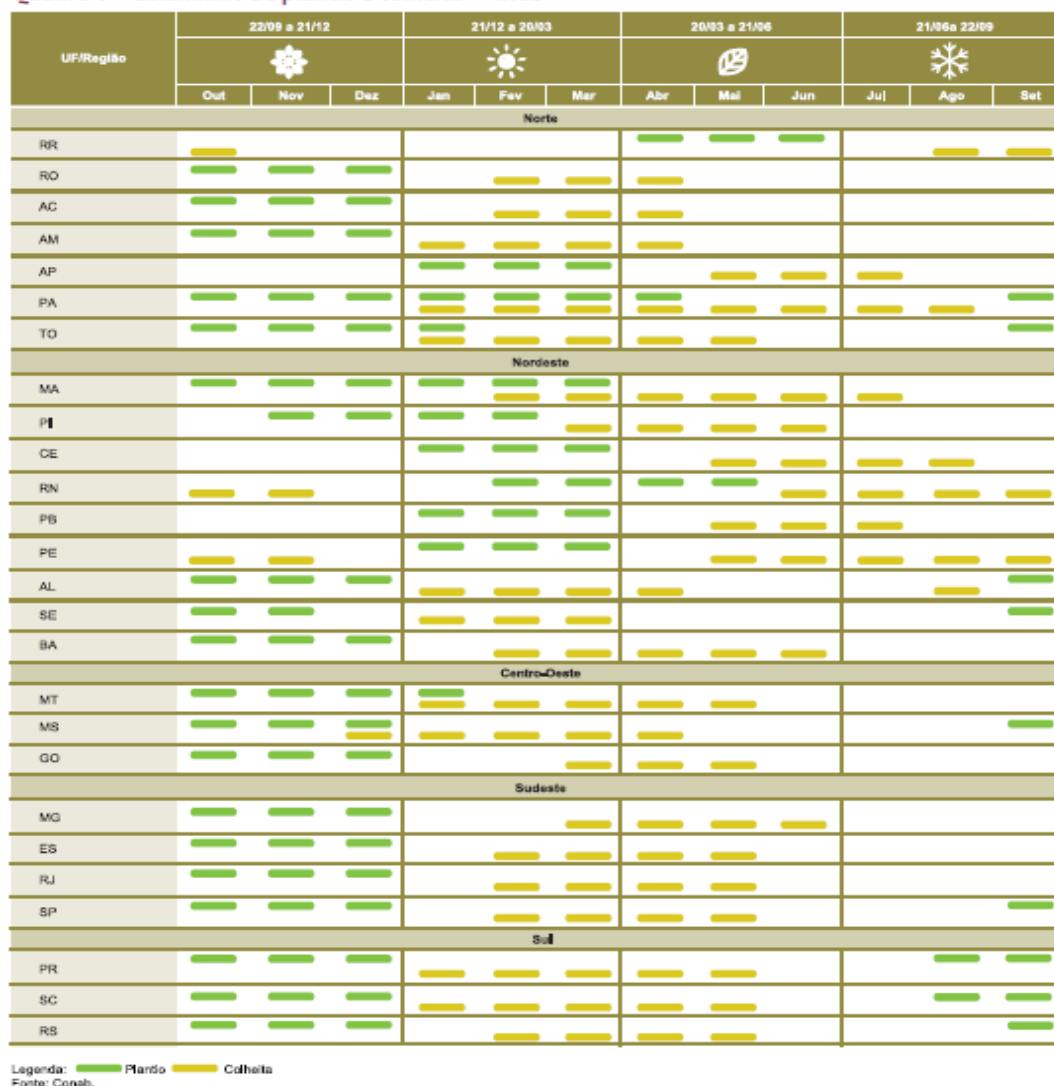 22/09 a 21/12 21/12 a 20/03 20/03 a 21/06 21/06a 22/09
UF/Região
Out Nov Dez Jan Fev Mar Abr Mai Jun Jul Ago Set
Norte
RR
RO
AC
AM
AP
PA
TO
Nordeste
MA
PI
CE
RN
PB
PE
AL
SE
BA
Centro-Oeste
MT
MS
GO
Sudeste
MG
ES
RJ
SP
Sul
PR
SC
RS
Legenda: Plantio Colheita
Fonte: Conab.